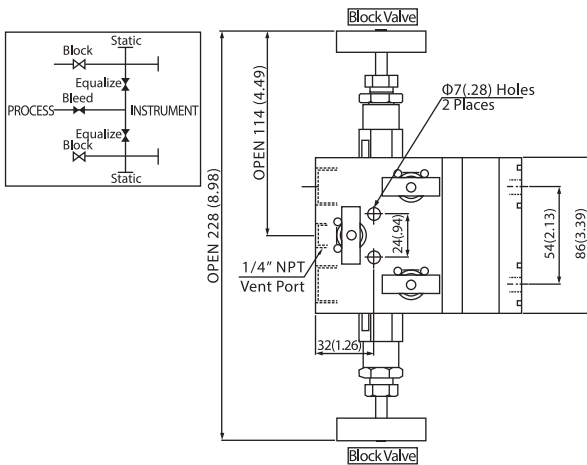 Block Valve
Static
Block
Equalize
PROCESS
Bleed
INSTRUMENT
Equalize
Block
Static
OPEN 228 (8.98)
OPEN 114 (4.49)
Φ7(.28) Holes
2 Places
24(.94)
54(2.13)
86(3.39)
1/4" NPT
Vent Port
32(1.26)
Block Valve